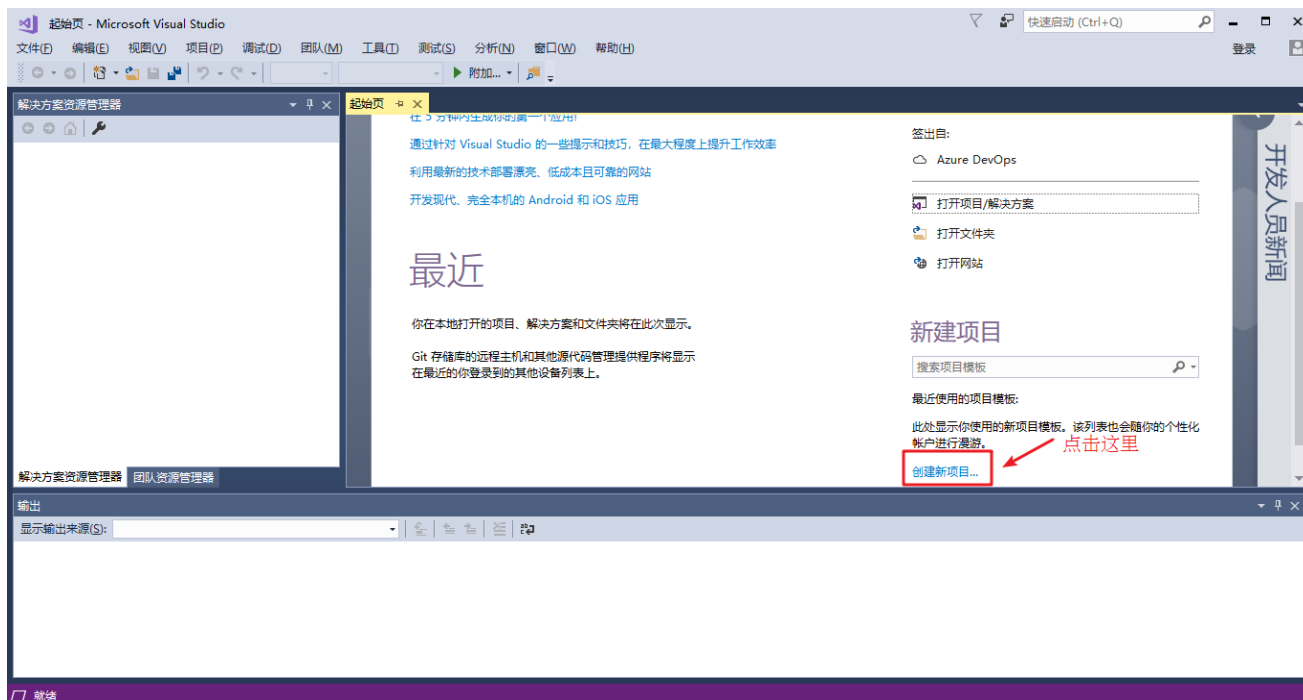 起始页 - Microsoft Visual Studio
快速启动 (Ctrl+Q)
文件(F) 编辑(E) 视图(V) 项目(P) 调试(D) 团队(M) 工具(T) 测试(S) 分析(N) 窗口(W) 帮助(H)
登录
附加...
解决方案资源管理器
起始页
在 5 分钟内生成你的第一个应用!
通过针对 Visual Studio 的一些提示和技巧，在最大程度上提升工作效率
利用最新的技术部署漂亮、低成本且可靠的网站
开发现代、完全本机的 Android 和 iOS 应用
最近
你在本地打开的项目、解决方案和文件夹将在此次显示。
Git 存储库的远程主机和其他源代码管理提供程序将显示
在最近的你登录到的其他设备列表上。
签出自:
Azure DevOps
打开项目/解决方案
打开文件夹
打开网站
新建项目
搜索项目模板
最近使用的项目模板:
此处显示你使用的新项目模板。该列表也会随你的个性化
帐户进行漫游。
点击这里
创建新项目...
开发人员新闻
解决方案资源管理器 团队资源管理器
输出
显示输出来源(S):
就绪